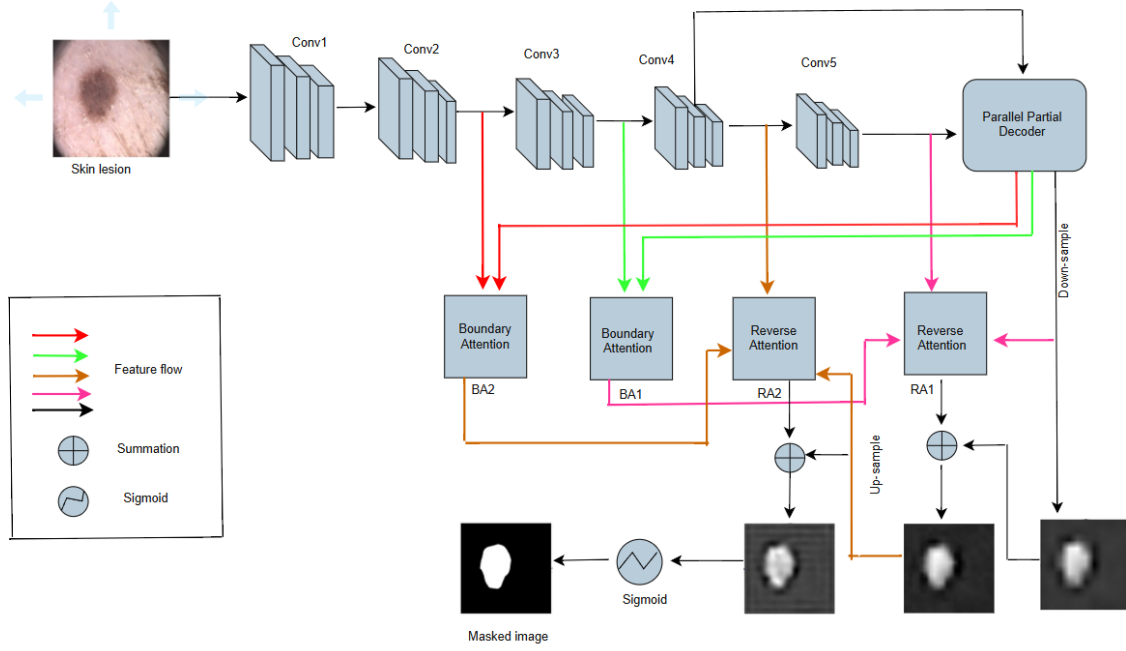 Conv1
Conv2
Conv3
Conv4
Conv5
Skin lesion
Parallel Partial
Decoder
Down-sample
Boundary
Attention
Boundary
Attention
Reverse
Attention
Reverse
Attention
BA2
BA1
RA2
RA1
Feature flow
Summation
Sigmoid
Up-sample
Sigmoid
Masked image